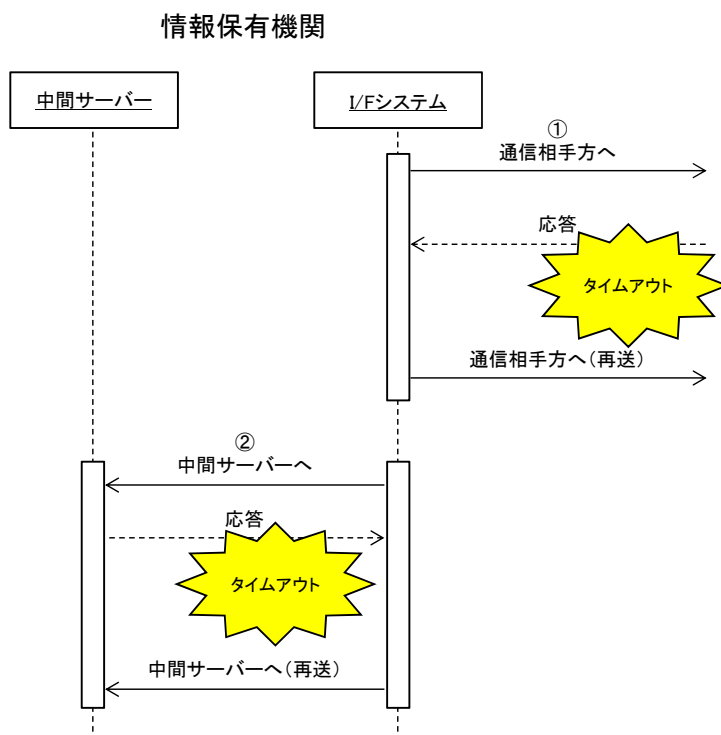 情報保有機関
中間サーバー
I/Fシステム
①
通信相手方へ
応答
タイムアウト
通信相手方へ（再送）
②
中間サーバーへ
応答
タイムアウト
中間サーバーへ（再送）